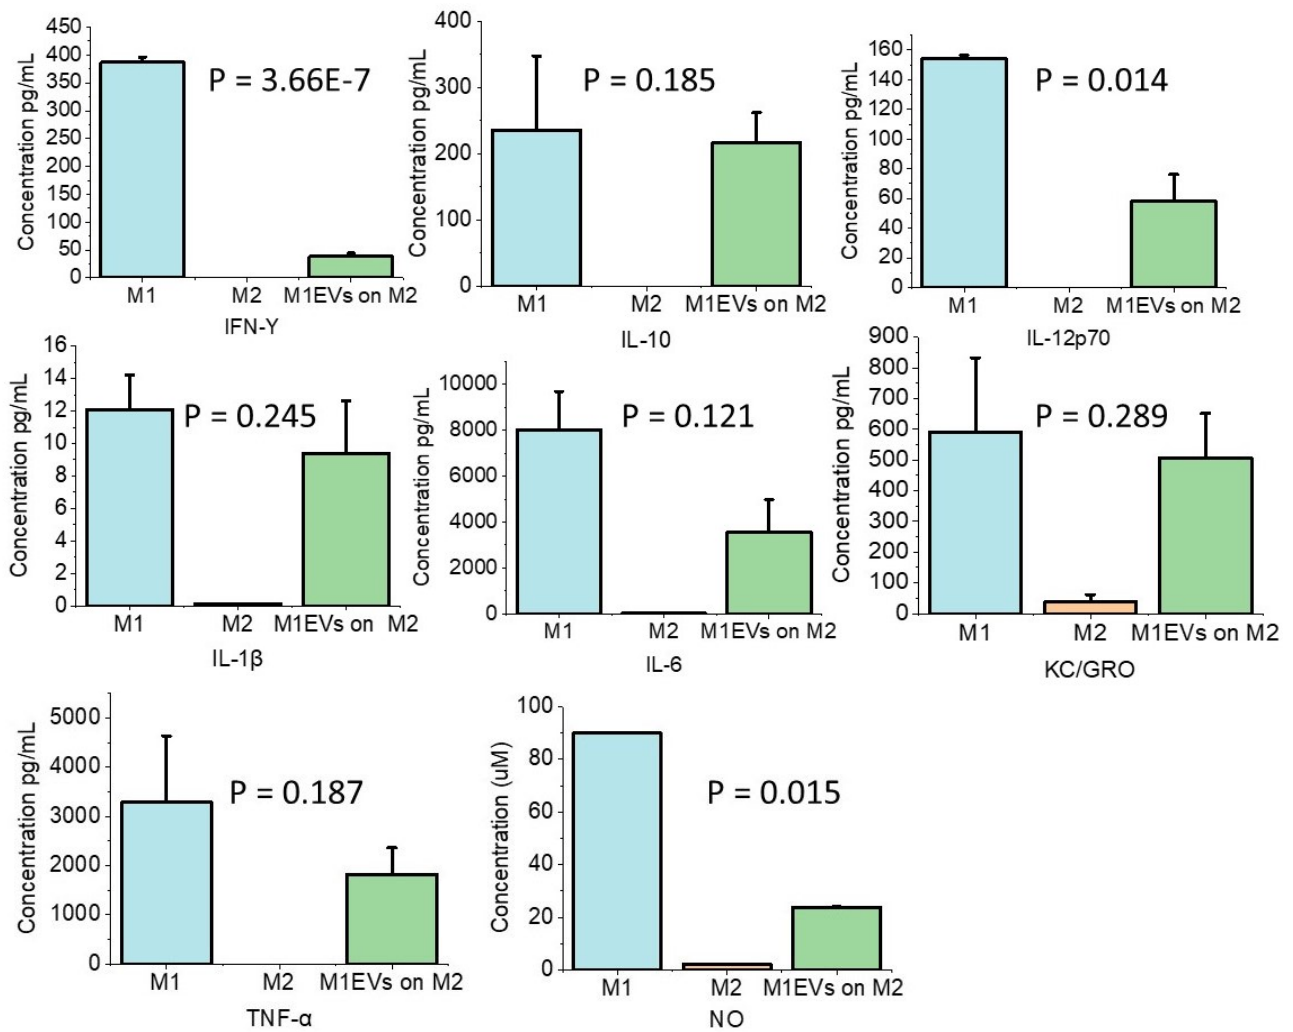 450
400
350
300
250
200
150
100
50
0
Concentration pg/mL
P = 3.66E-7
M1 M2 M1EVs on M2
IFN-Y
400
300
200
100
0
Concentration pg/mL
P = 0.185
M1 M2 M1EVs on M2
IL-10
160
140
120
100
80
60
40
20
0
Concentration pg/mL
P = 0.014
M1 M2 M1EVs on M2
IL-12p70
16
14
12
10
8
6
4
2
0
Concentration pg/mL
P = 0.245
M1 M2 M1EVs on M2
IL-1β
10000
8000
6000
4000
2000
0
Concentration pg/mL
P = 0.121
M1 M2 M1EVs on M2
IL-6
900
800
700
600
500
400
300
200
100
0
Concentration pg/mL
P = 0.289
M1 M2 M1EVs on M2
KC/GRO
5000
4000
3000
2000
1000
0
Concentration pg/mL
P = 0.187
M1 M2 M1EVs on M2
TNF-α
100
80
60
40
20
0
Concentration (uM)
P = 0.015
M1 M2 M1EVs on M2
NO